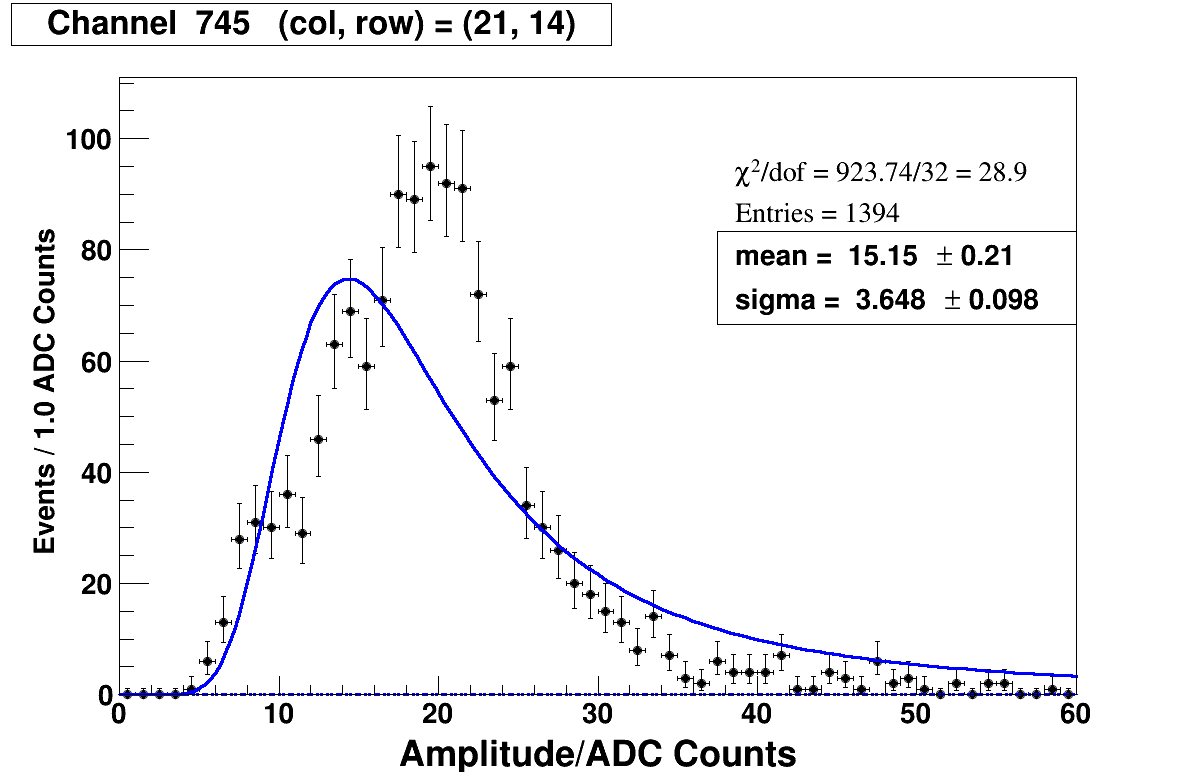 Channel 745 (col, row) = (21, 14)
χ²/dof = 923.74/32 = 28.9
Entries = 1394
mean = 15.15 ± 0.21
sigma = 3.648 ± 0.098
Events / 1.0 ADC Counts
100
80
60
40
20
0
0 10 20 30 40 50 60
Amplitude/ADC Counts